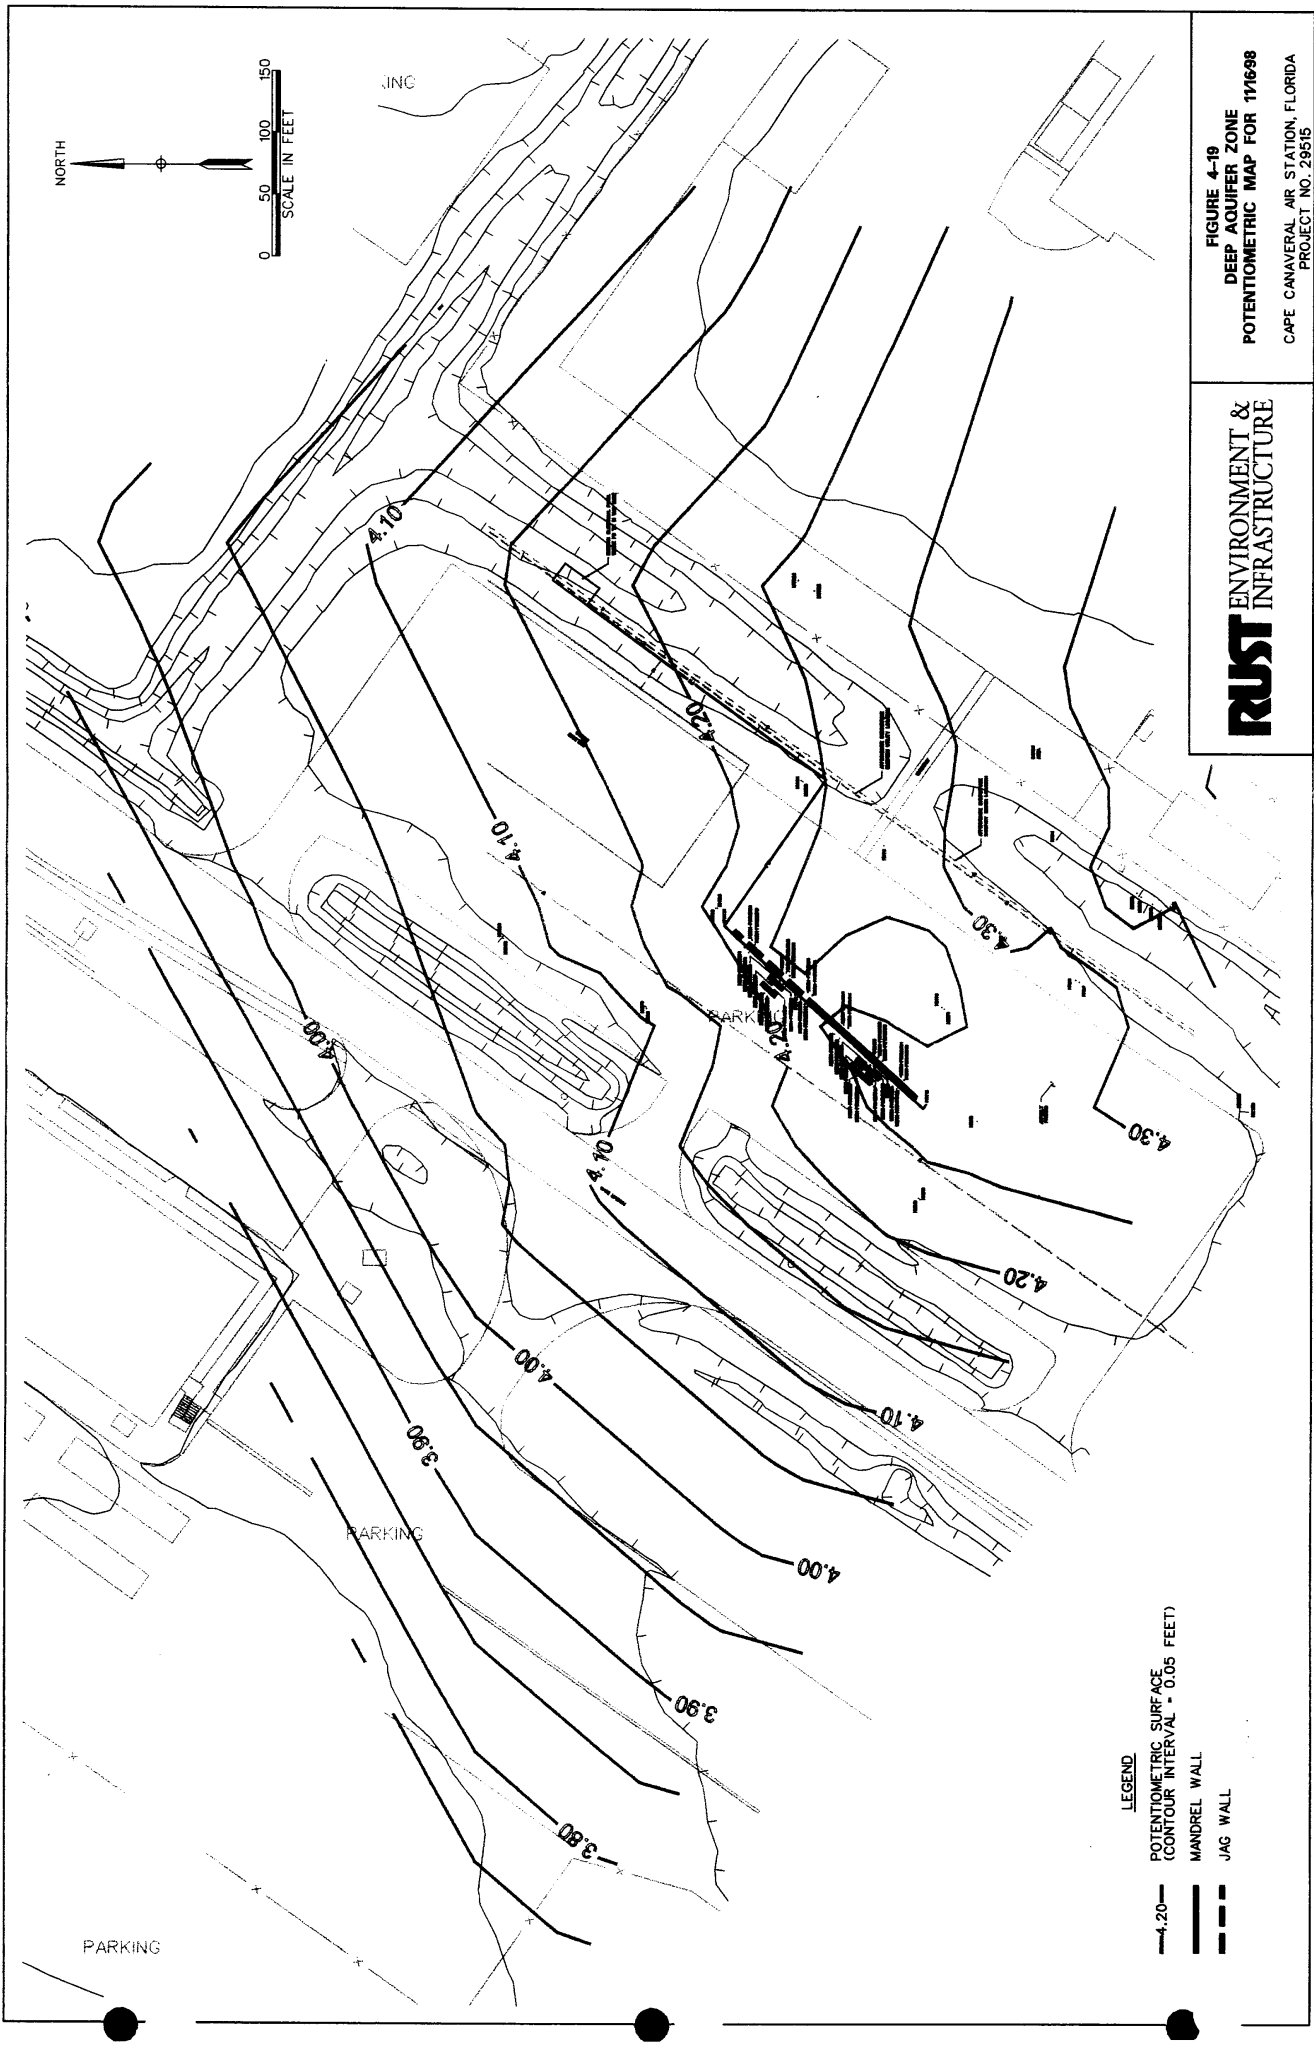 NORTH
0 50 100 150
SCALE IN FEET
4.10
4.20
4.10
4.00
4.30
PARKING
4.20
4.10
4.30
4.20
4.00
4.10
3.90
PARKING
4.00
3.90
3.80
PARKING
LEGEND
4.20 POTENTIOMETRIC SURFACE
(CONTOUR INTERVAL = 0.05 FEET)
MANDREL WALL
JAG WALL
RUST ENVIRONMENT &
INFRASTRUCTURE
FIGURE 4-19
DEEP AQUIFER ZONE
POTENTIOMETRIC MAP FOR 11/16/98
CAPE CANAVERAL AIR STATION, FLORIDA
PROJECT NO. 29515